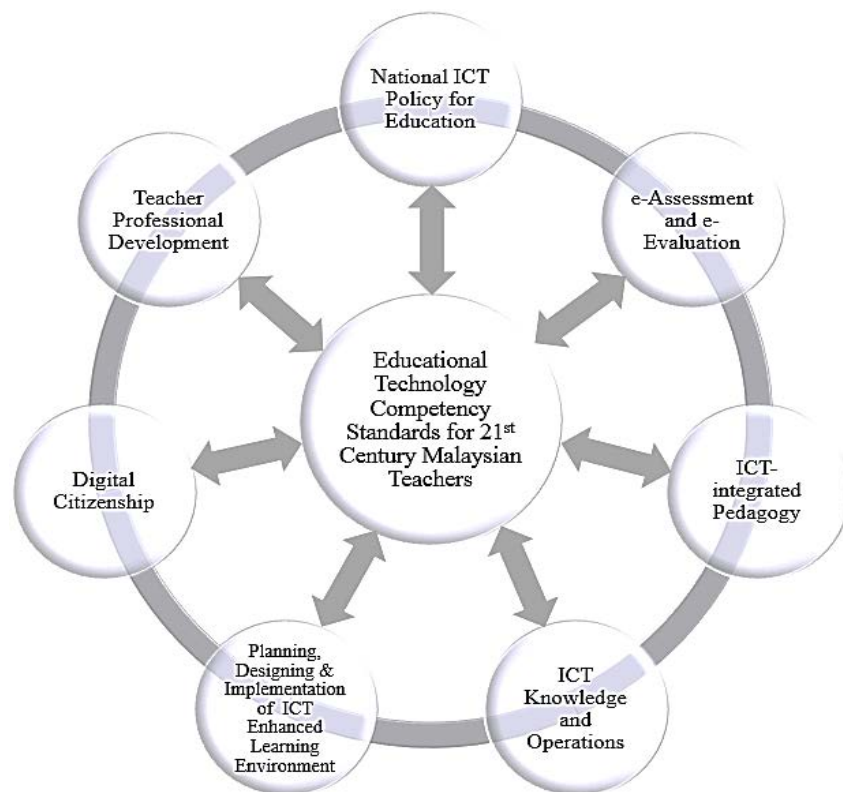 National ICT
Policy for
Education
e-Assessment
and e-
Evaluation
ICT-
integrated
Pedagogy
ICT
Knowledge
and
Operations
Planning,
Designing &
Implementation
of ICT
Enhanced
Learning
Environment
Digital
Citizenship
Teacher
Professional
Development
Educational
Technology
Competency
Standards for 21st
Century Malaysian
Teachers